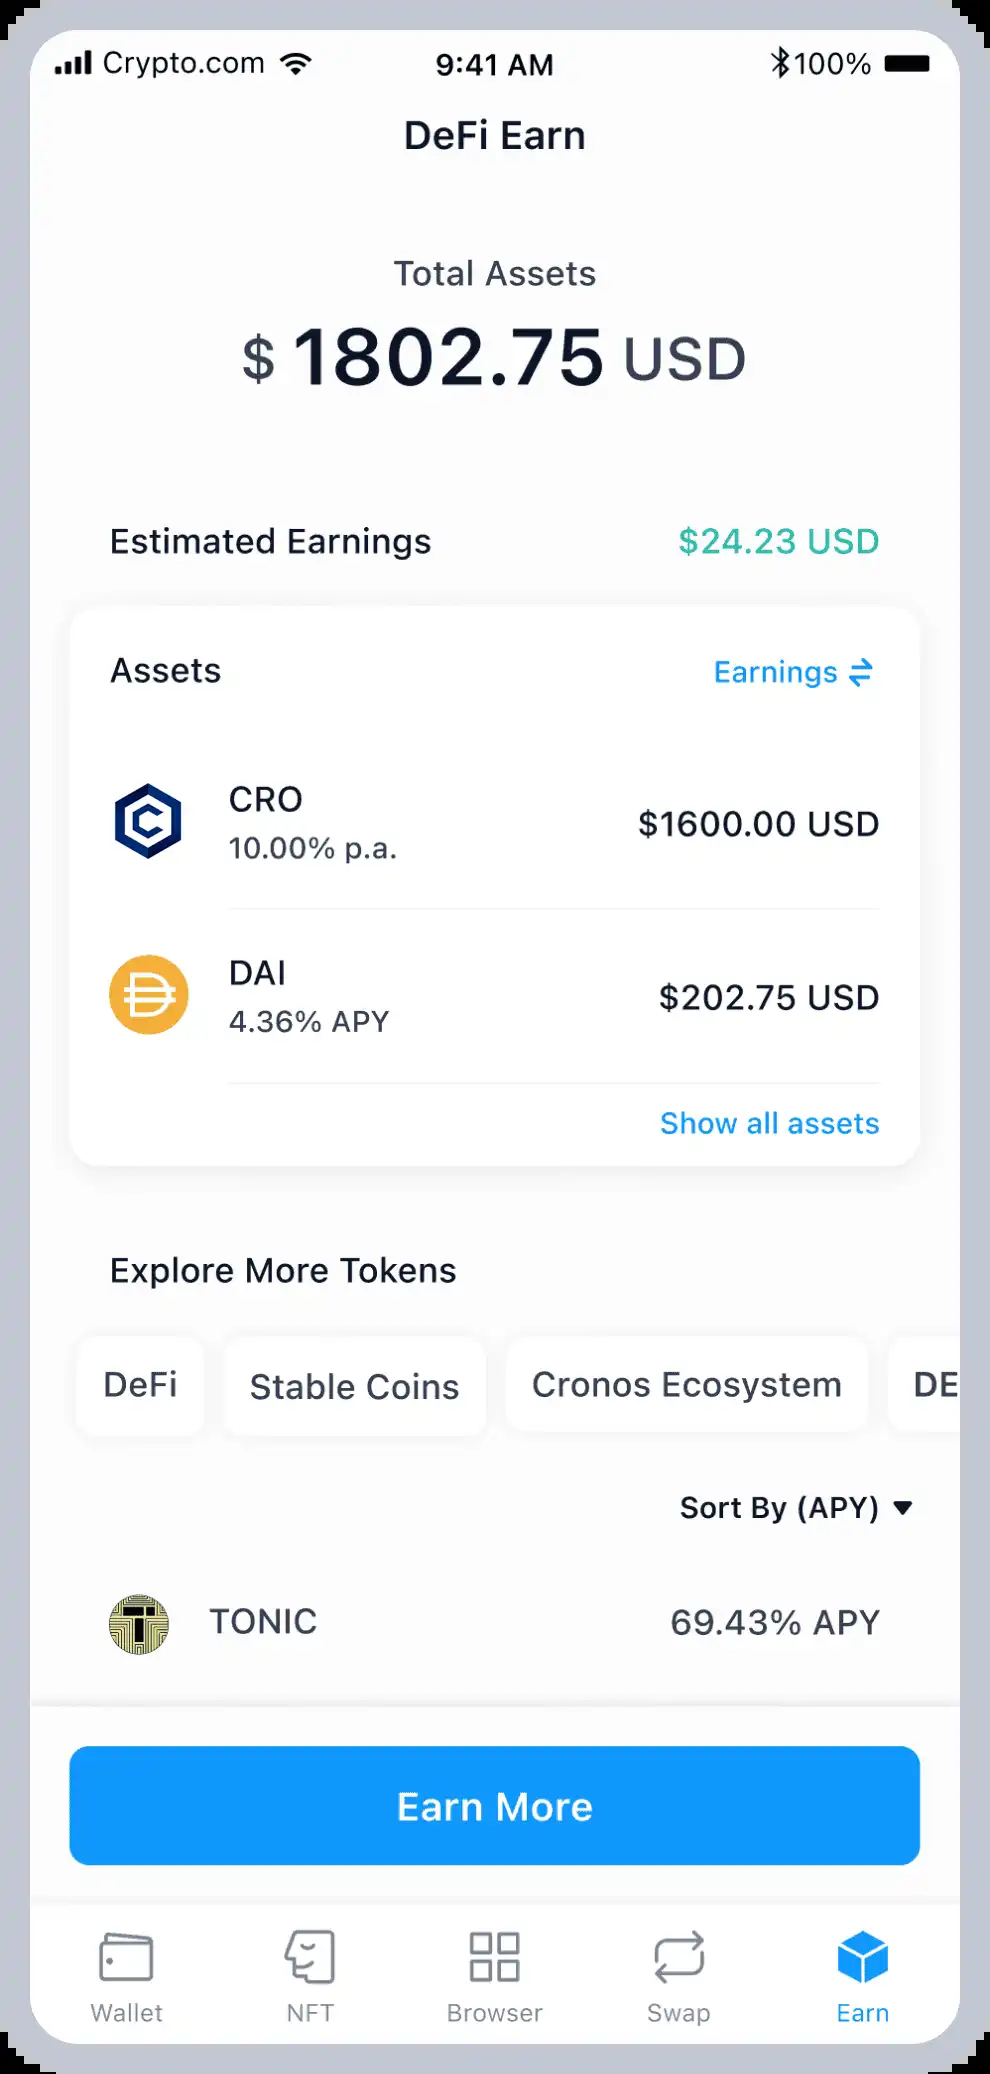 Crypto.com 9:41 AM 100%
DeFi Earn
Total Assets
$ 1802.75 USD
Estimated Earnings $24.23 USD
Assets Earnings
CRO
10.00% p.a. $1600.00 USD
DAI
4.36% APY $202.75 USD
Show all assets
Explore More Tokens
DeFi Stable Coins Cronos Ecosystem DE
Sort By (APY)
TONIC 69.43% APY
Earn More
Wallet NFT Browser Swap Earn